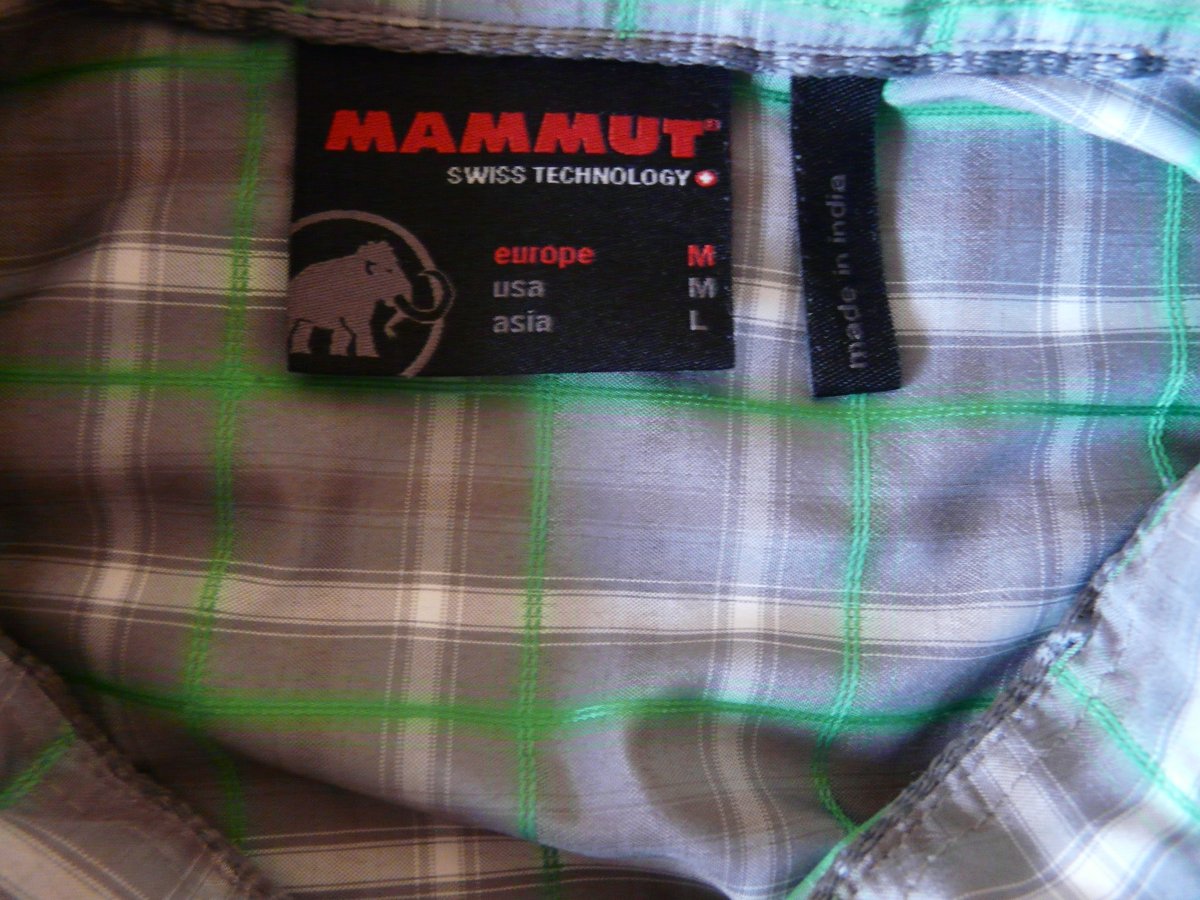 MAMMUT
SWISS TECHNOLOGY
europe M
usa M
asia L
made in india